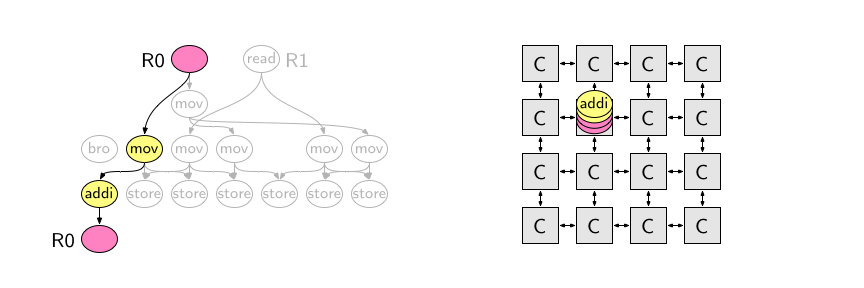 R0 read R1
mov
bro mov mov mov mov mov
addi store store store store store store
R0
C C C C
addi
C C C
C C C C
C C C C